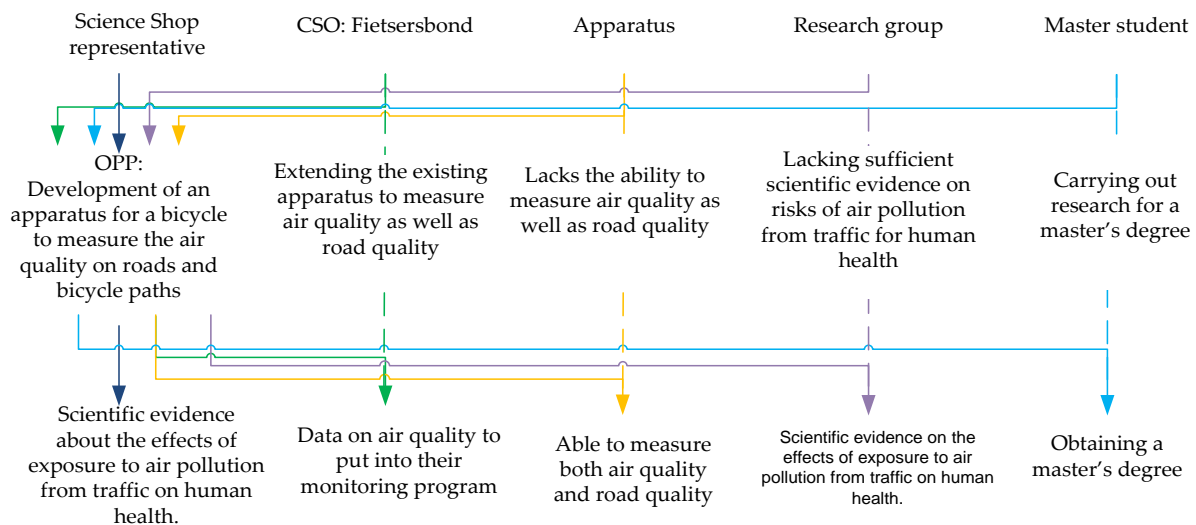 Science Shop
representative
CSO: Fietsersbond
Apparatus
Research group
Master student
OPP:
Development of an
apparatus for a bicycle
to measure the air
quality on roads and
bicycle paths
Extending the existing
apparatus to measure
air quality as well as
road quality
Lacks the ability to
measure air quality as
well as road quality
Lacking sufficient
scientific evidence on
risks of air pollution
from traffic for human
health
Carrying out
research for a
master’s degree
Scientific evidence
about the effects of
exposure to air pollution
from traffic on human
health.
Data on air quality to
put into their
monitoring program
Able to measure
both air quality
and road quality
Scientific evidence on the
effects of exposure to air
pollution from traffic on human
health.
Obtaining a
master’s degree